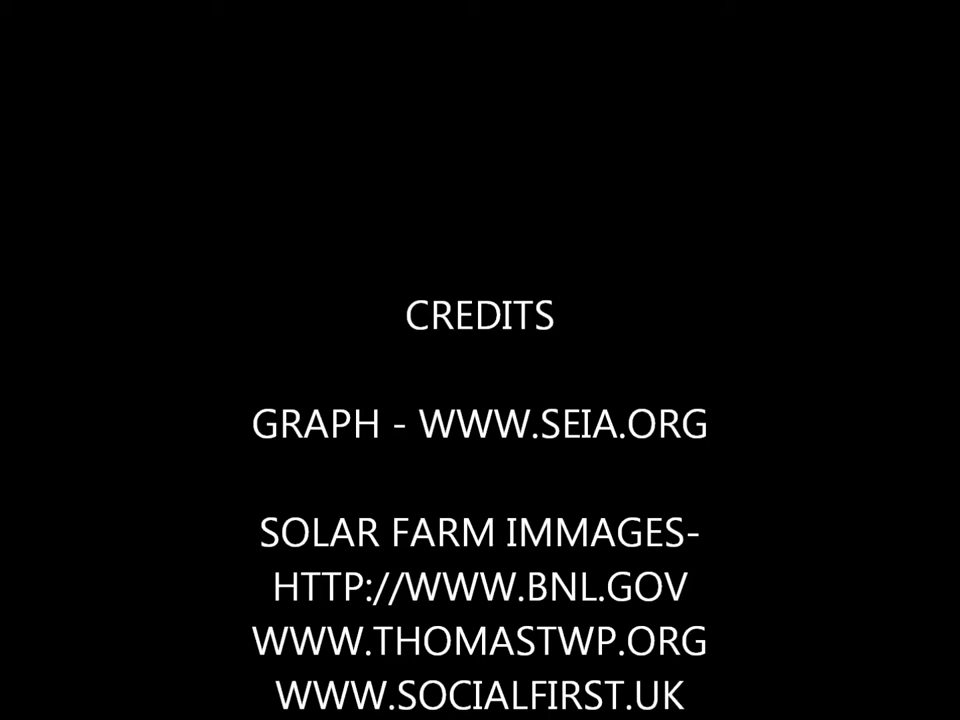 CREDITS
GRAPH - WWW.SEIA.ORG
SOLAR FARM IMMAGES-
HTTP://WWW.BNL.GOV
WWW.THOMASTWP.ORG
WWW.SOCIALFIRST.UK